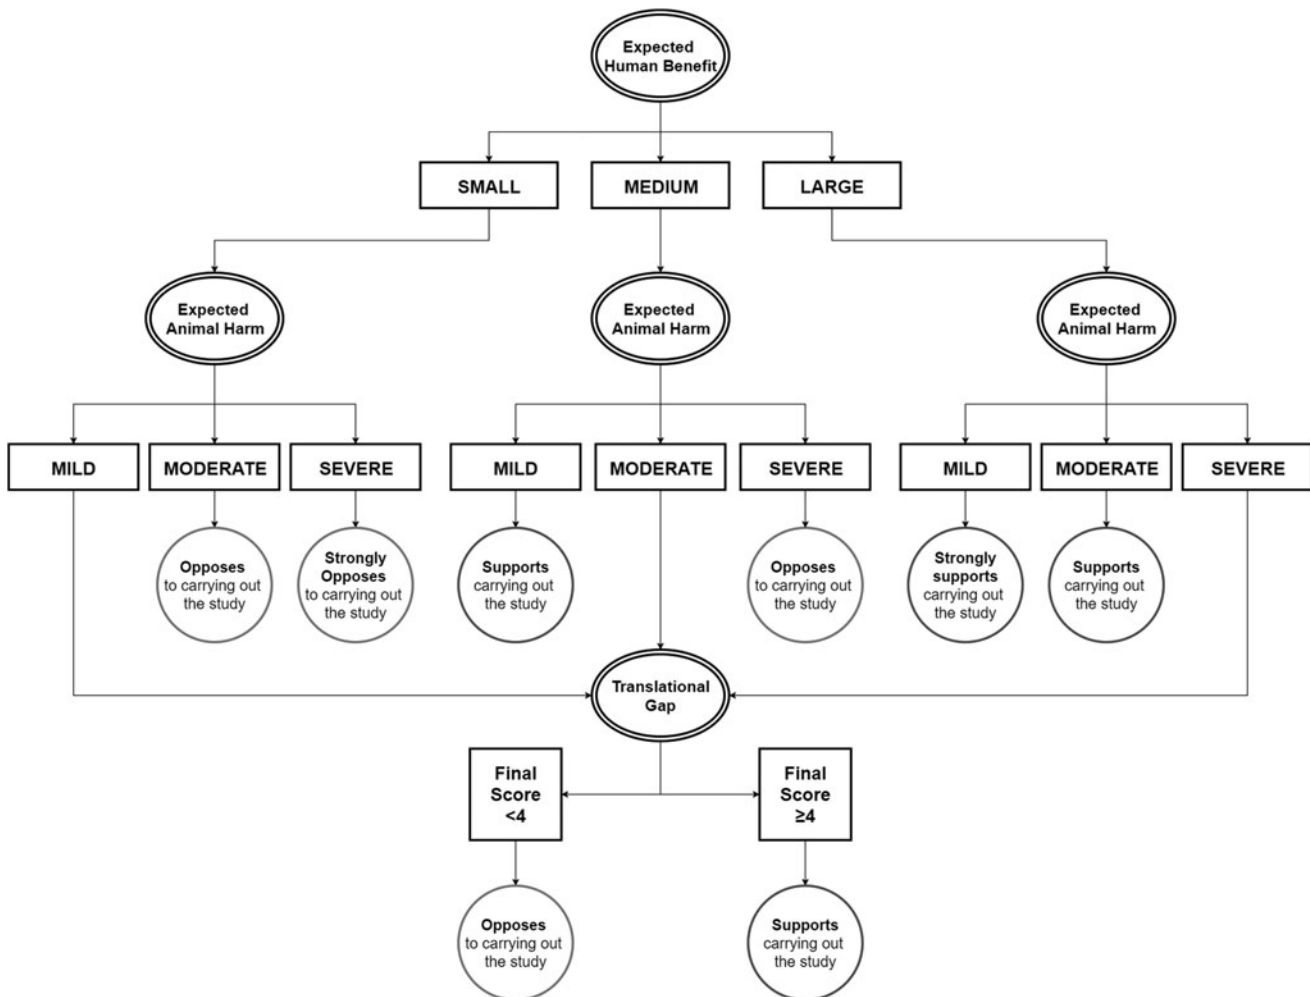 Expected
Human Benefit
SMALL
MEDIUM
LARGE
Expected
Animal Harm
Expected
Animal Harm
Expected
Animal Harm
MILD
MODERATE
SEVERE
MILD
MODERATE
SEVERE
MILD
MODERATE
SEVERE
Opposes
to carrying out
the study
Strongly
Opposes
to carrying out
the study
Supports
carrying out
the study
Opposes
to carrying out
the study
Strongly
supports
carrying out
the study
Supports
carrying out
the study
Translational
Gap
Final
Score
<4
Final
Score
≥4
Opposes
to carrying out
the study
Supports
carrying out
the study